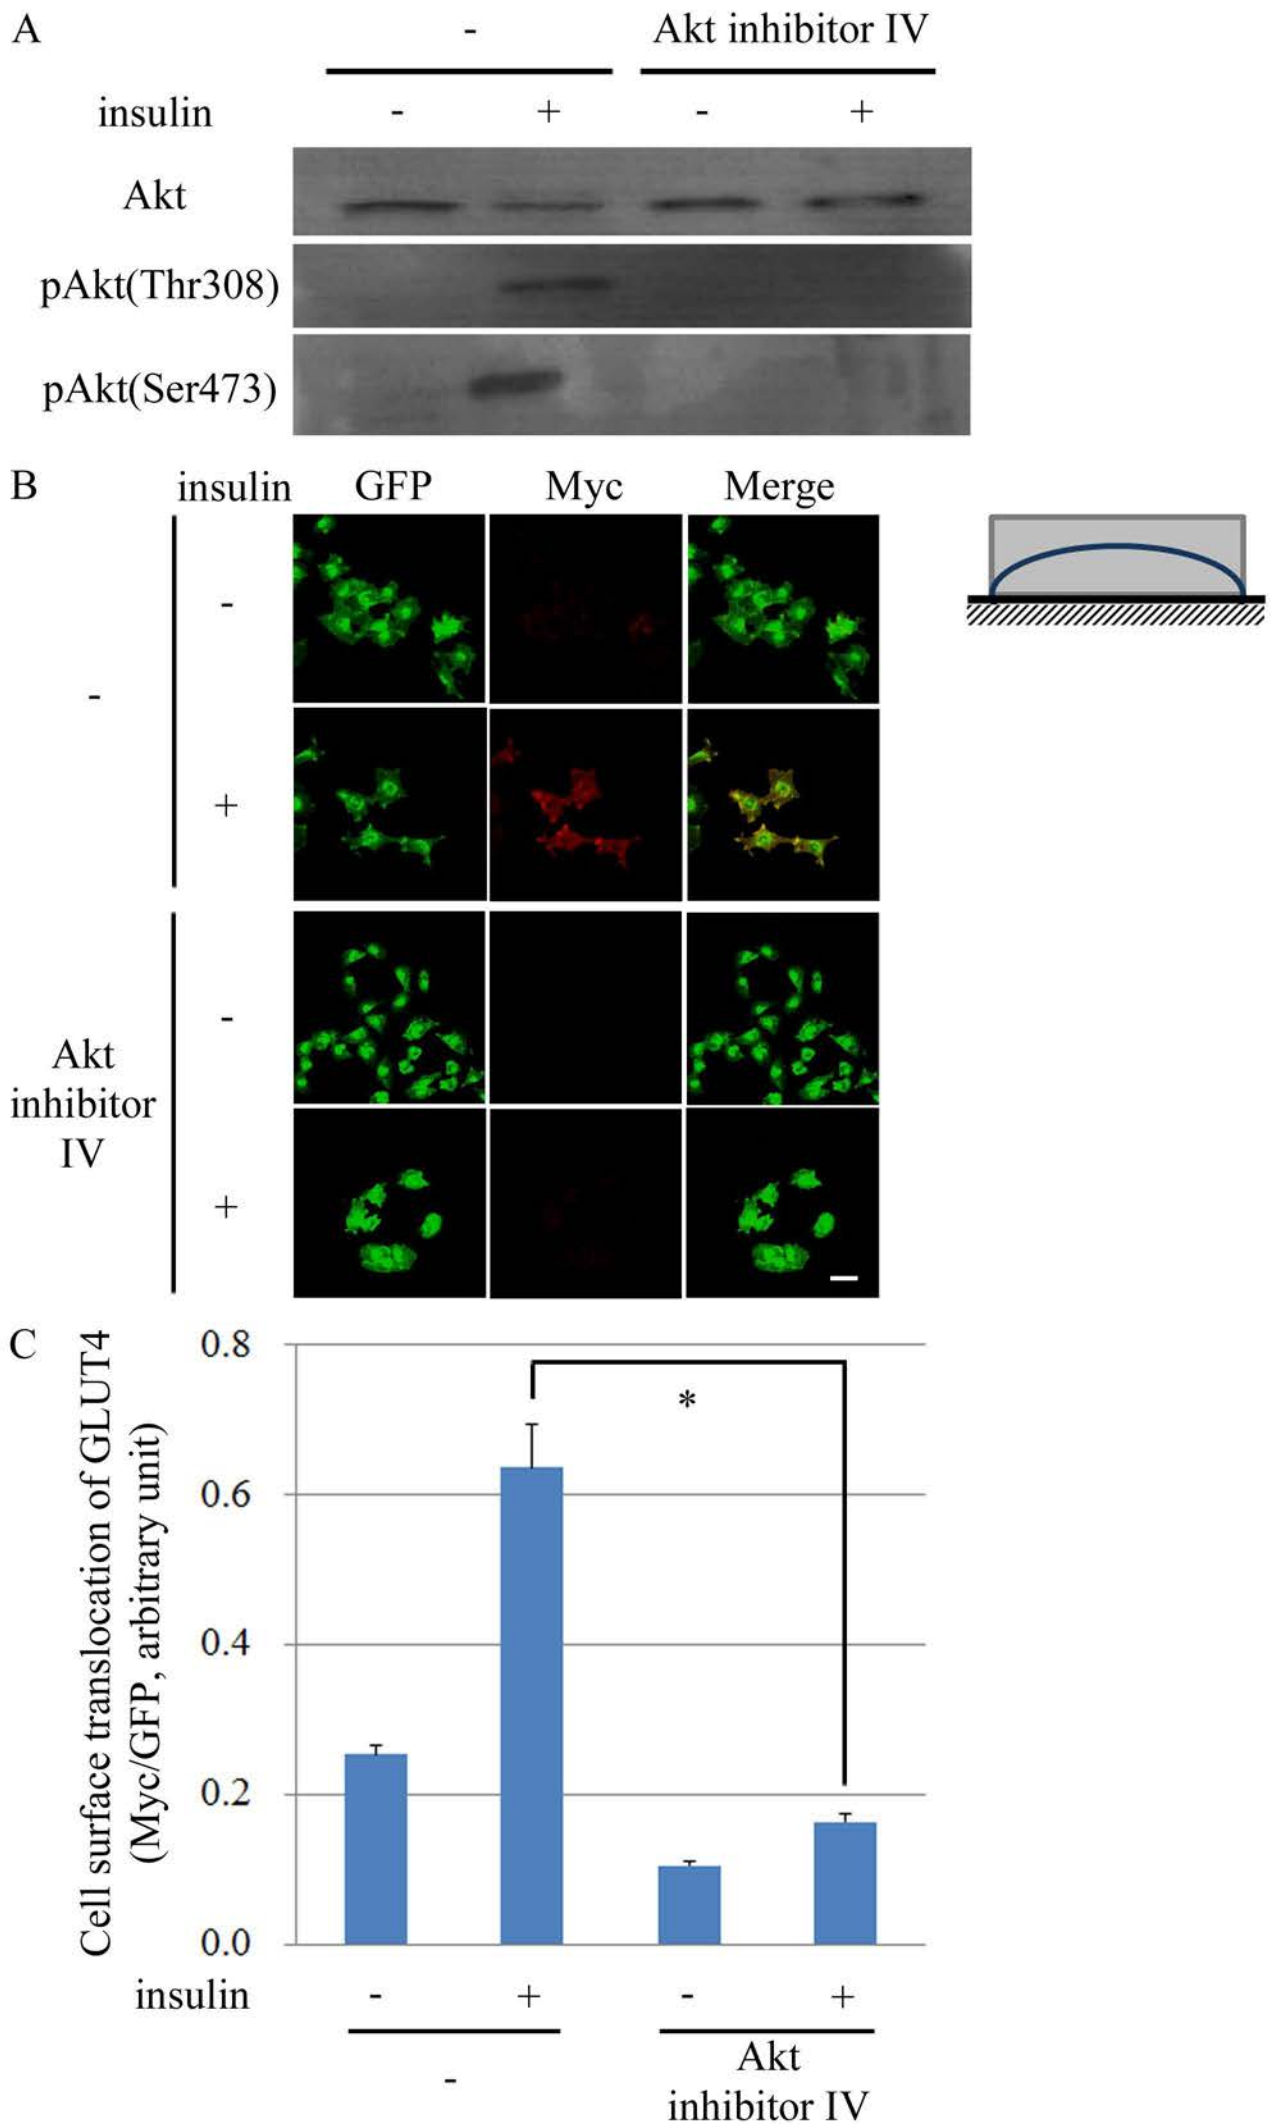 A
- Akt inhibitor IV
insulin - + - +
Akt
pAkt(Thr308)
pAkt(Ser473)
B insulin GFP Myc Merge
-
-
+
-
Akt
inhibitor
IV
+
C
Cell surface translocation of GLUT4
(Myc/GFP, arbitrary unit)
0.8
*
0.6
0.4
0.2
0.0
insulin - + - +
- Akt
inhibitor IV